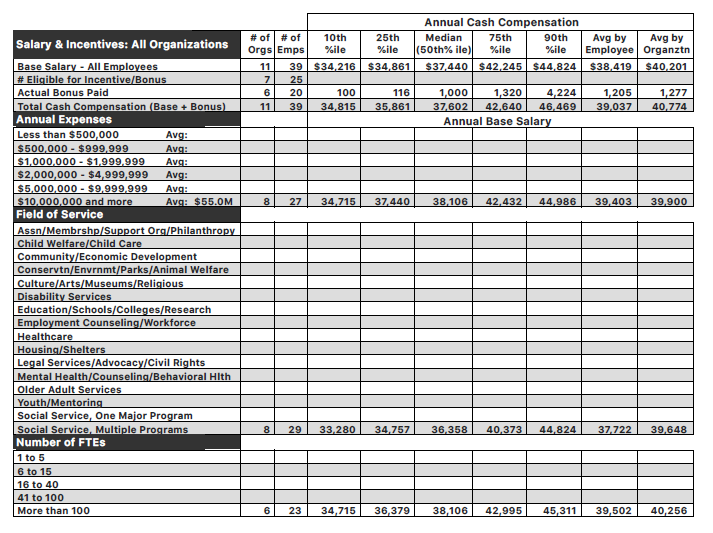 Annual Cash Compensation
Salary & Incentives: All Organizations # of Orgs # of Emps 10th %ile 25th %ile Median (50th% ile) 75th %ile 90th %ile Avg by Employee Avg by Organztn
Base Salary - All Employees 11 39 $34,216 $34,861 $37,440 $42,245 $44,824 $38,419 $40,201
# Eligible for Incentive/Bonus 7 25
Actual Bonus Paid 6 20 100 116 1,000 1,320 4,224 1,205 1,277
Total Cash Compensation (Base + Bonus) 11 39 34,815 35,861 37,602 42,640 46,469 39,037 40,774
Annual Expenses Annual Base Salary
Less than $500,000 Avg:
$500,000 - $999,999 Avg:
$1,000,000 - $1,999,999 Avg:
$2,000,000 - $4,999,999 Avg:
$5,000,000 - $9,999,999 Avg:
$10,000,000 and more Avg: $55.0M 8 27 34,715 37,440 38,106 42,432 44,986 39,403 39,900
Field of Service
Assn/Membrshp/Support Org/Philanthropy
Child Welfare/Child Care
Community/Economic Development
Conservtn/Envrnmt/Parks/Animal Welfare
Culture/Arts/Museums/Religious
Disability Services
Education/Schools/Colleges/Research
Employment Counseling/Workforce
Healthcare
Housing/Shelters
Legal Services/Advocacy/Civil Rights
Mental Health/Counseling/Behavioral Hlth
Older Adult Services
Youth/Mentoring
Social Service, One Major Program
Social Service, Multiple Programs 8 29 33,280 34,757 36,358 40,373 44,824 37,722 39,648
Number of FTEs
1 to 5
6 to 15
16 to 40
41 to 100
More than 100 6 23 34,715 36,379 38,106 42,995 45,311 39,502 40,256